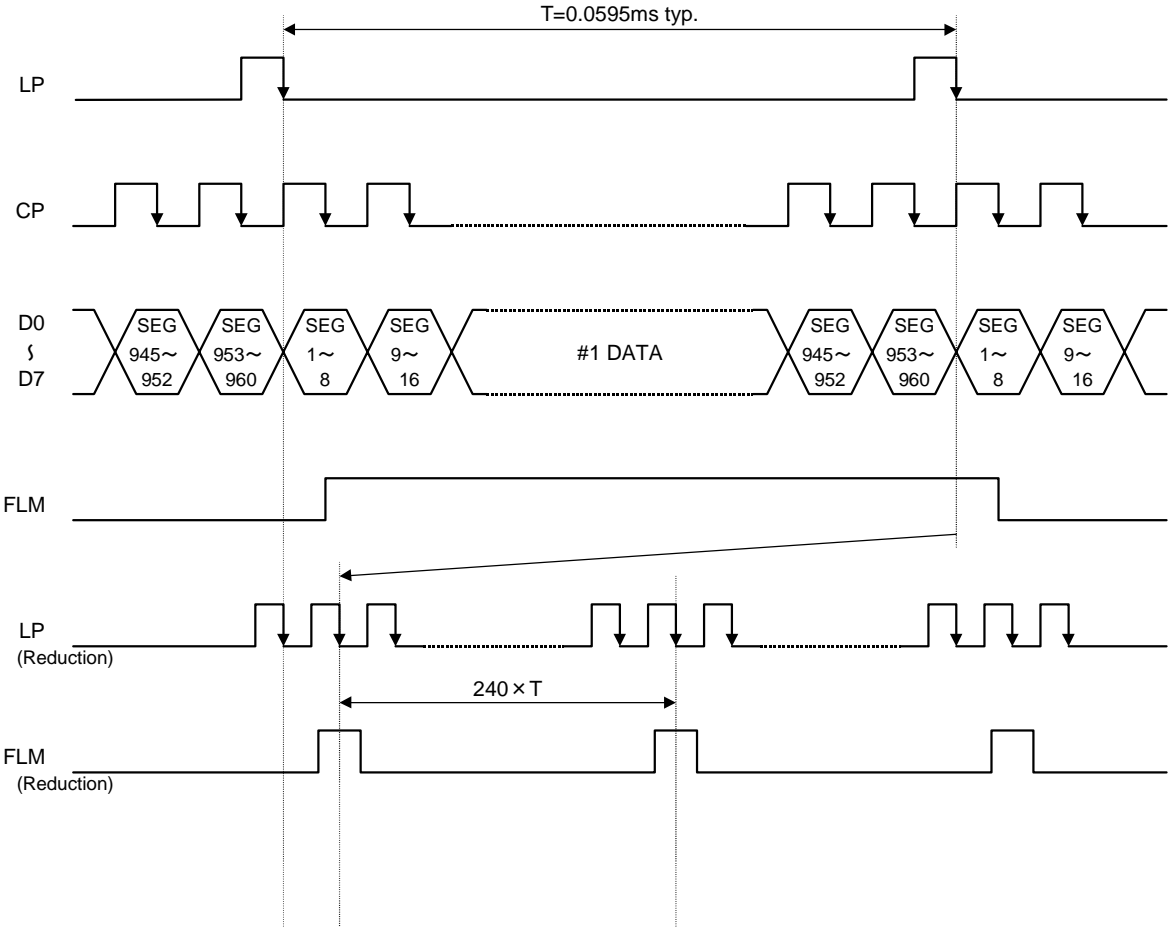 T=0.0595ms typ.
LP
CP
D0
≀
D7
SEG 945~ 952
SEG 953~ 960
SEG 1~ 8
SEG 9~ 16
#1 DATA
SEG 945~ 952
SEG 953~ 960
SEG 1~ 8
SEG 9~ 16
FLM
LP
(Reduction)
240×T
FLM
(Reduction)